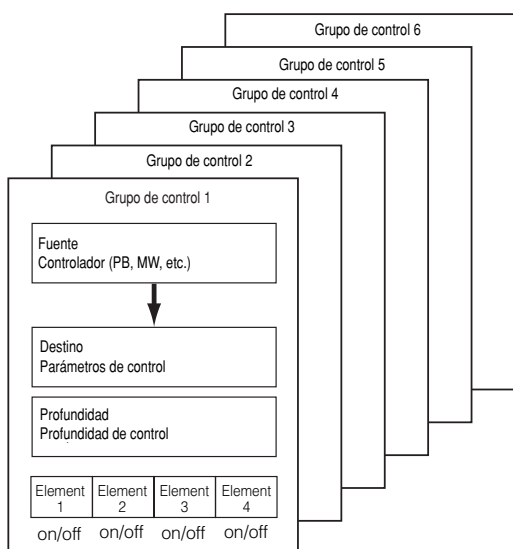 Grupo de control 6
Grupo de control 5
Grupo de control 4
Grupo de control 3
Grupo de control 2
Grupo de control 1
Fuente
Controlador (PB, MW, etc.)
Destino
Parámetros de control
Profundidad
Profundidad de control
Element Element Element Element
1 2 3 4
on/off on/off on/off on/off